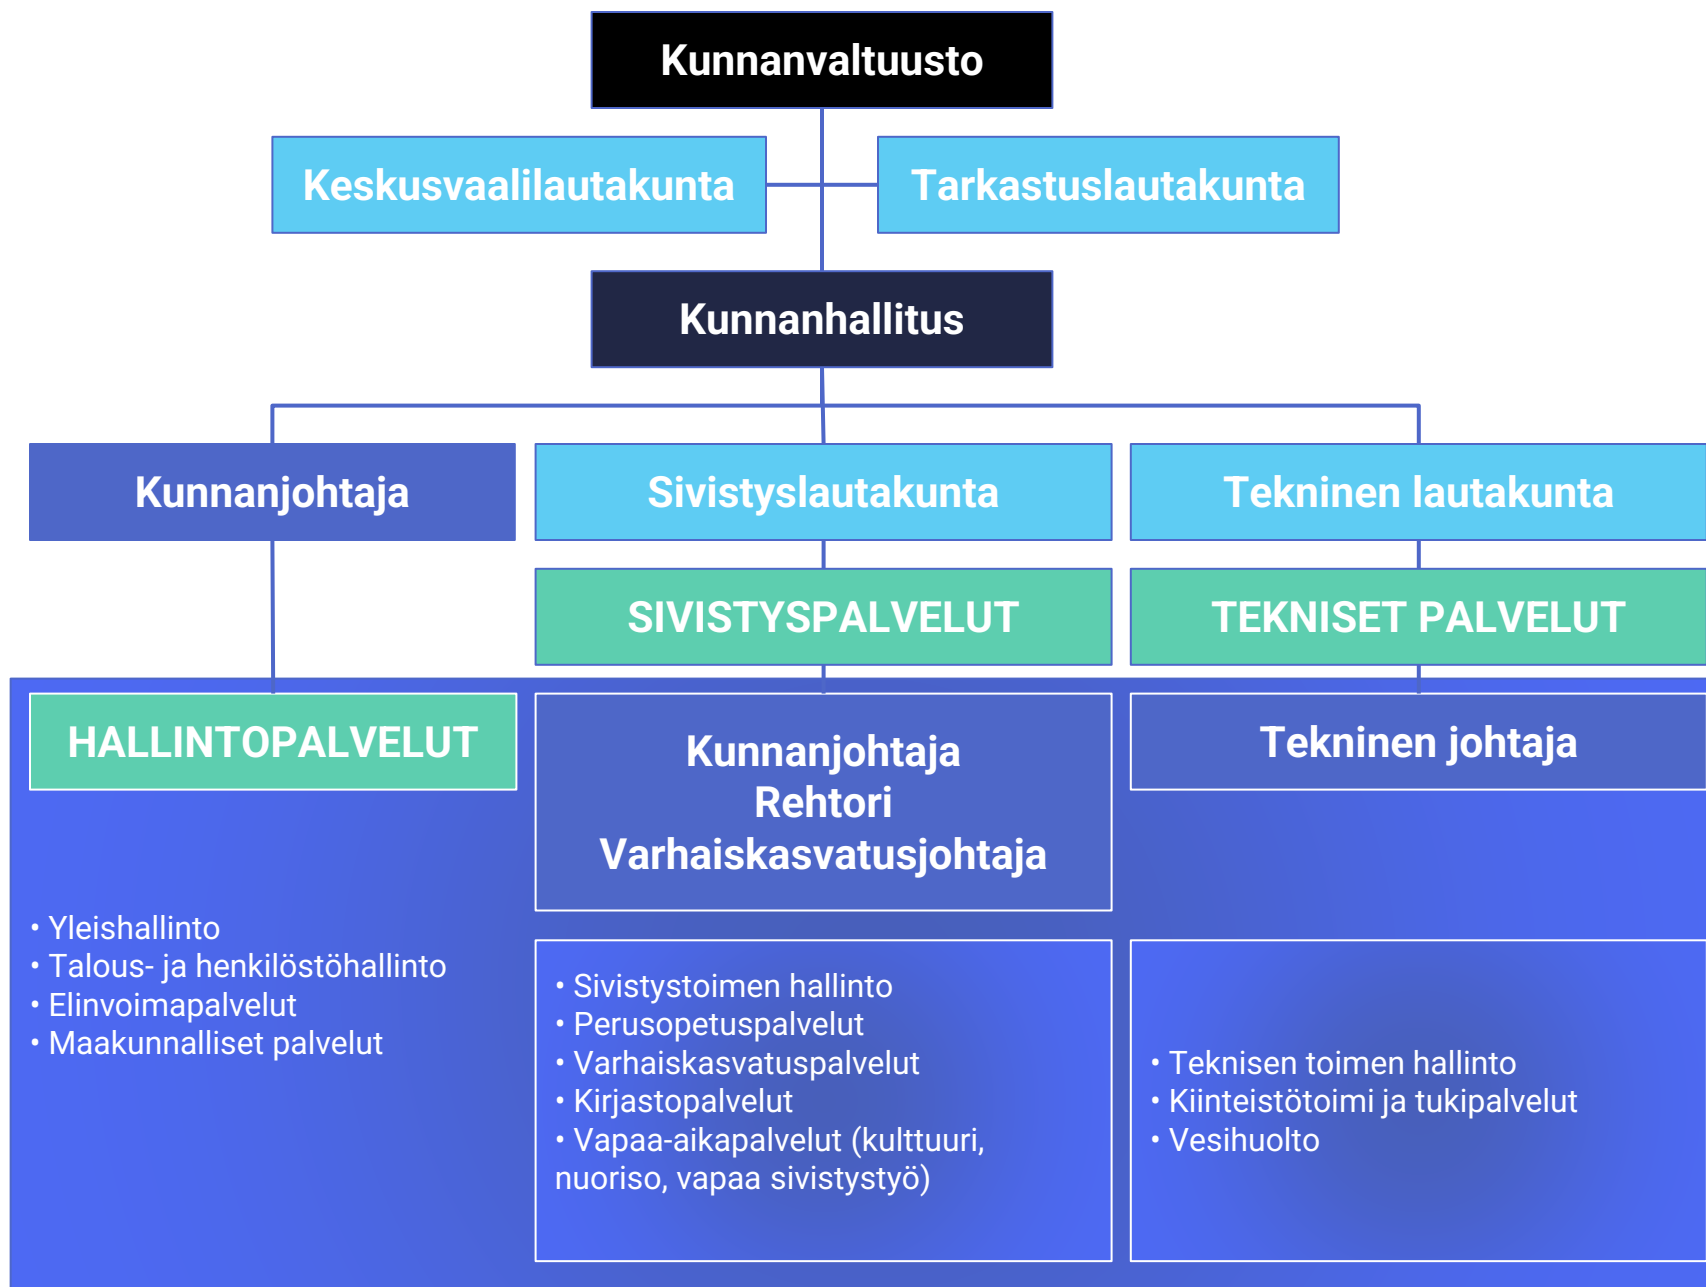 Kunnanvaltuusto
Keskusvaalilautakunta
Tarkastuslautakunta
Kunnanhallitus
Kunnanjohtaja
Sivistyslautakunta
Tekninen lautakunta
SIVISTYSPALVELUT
TEKNISET PALVELUT
HALLINTOPALVELUT
Kunnanjohtaja
Rehtori
Varhaiskasvatusjohtaja
Tekninen johtaja
• Yleishallinto
• Talous- ja henkilöstöhallinto
• Elinvoimapalvelut
• Maakunnalliset palvelut
• Sivistystoimen hallinto
• Perusopetuspalvelut
• Varhaiskasvatuspalvelut
• Kirjastopalvelut
• Vapaa-aikapalvelut (kulttuuri,
nuoriso, vapaa sivistystyö)
• Teknisen toimen hallinto
• Kiinteistötoimi ja tukipalvelut
• Vesihuolto